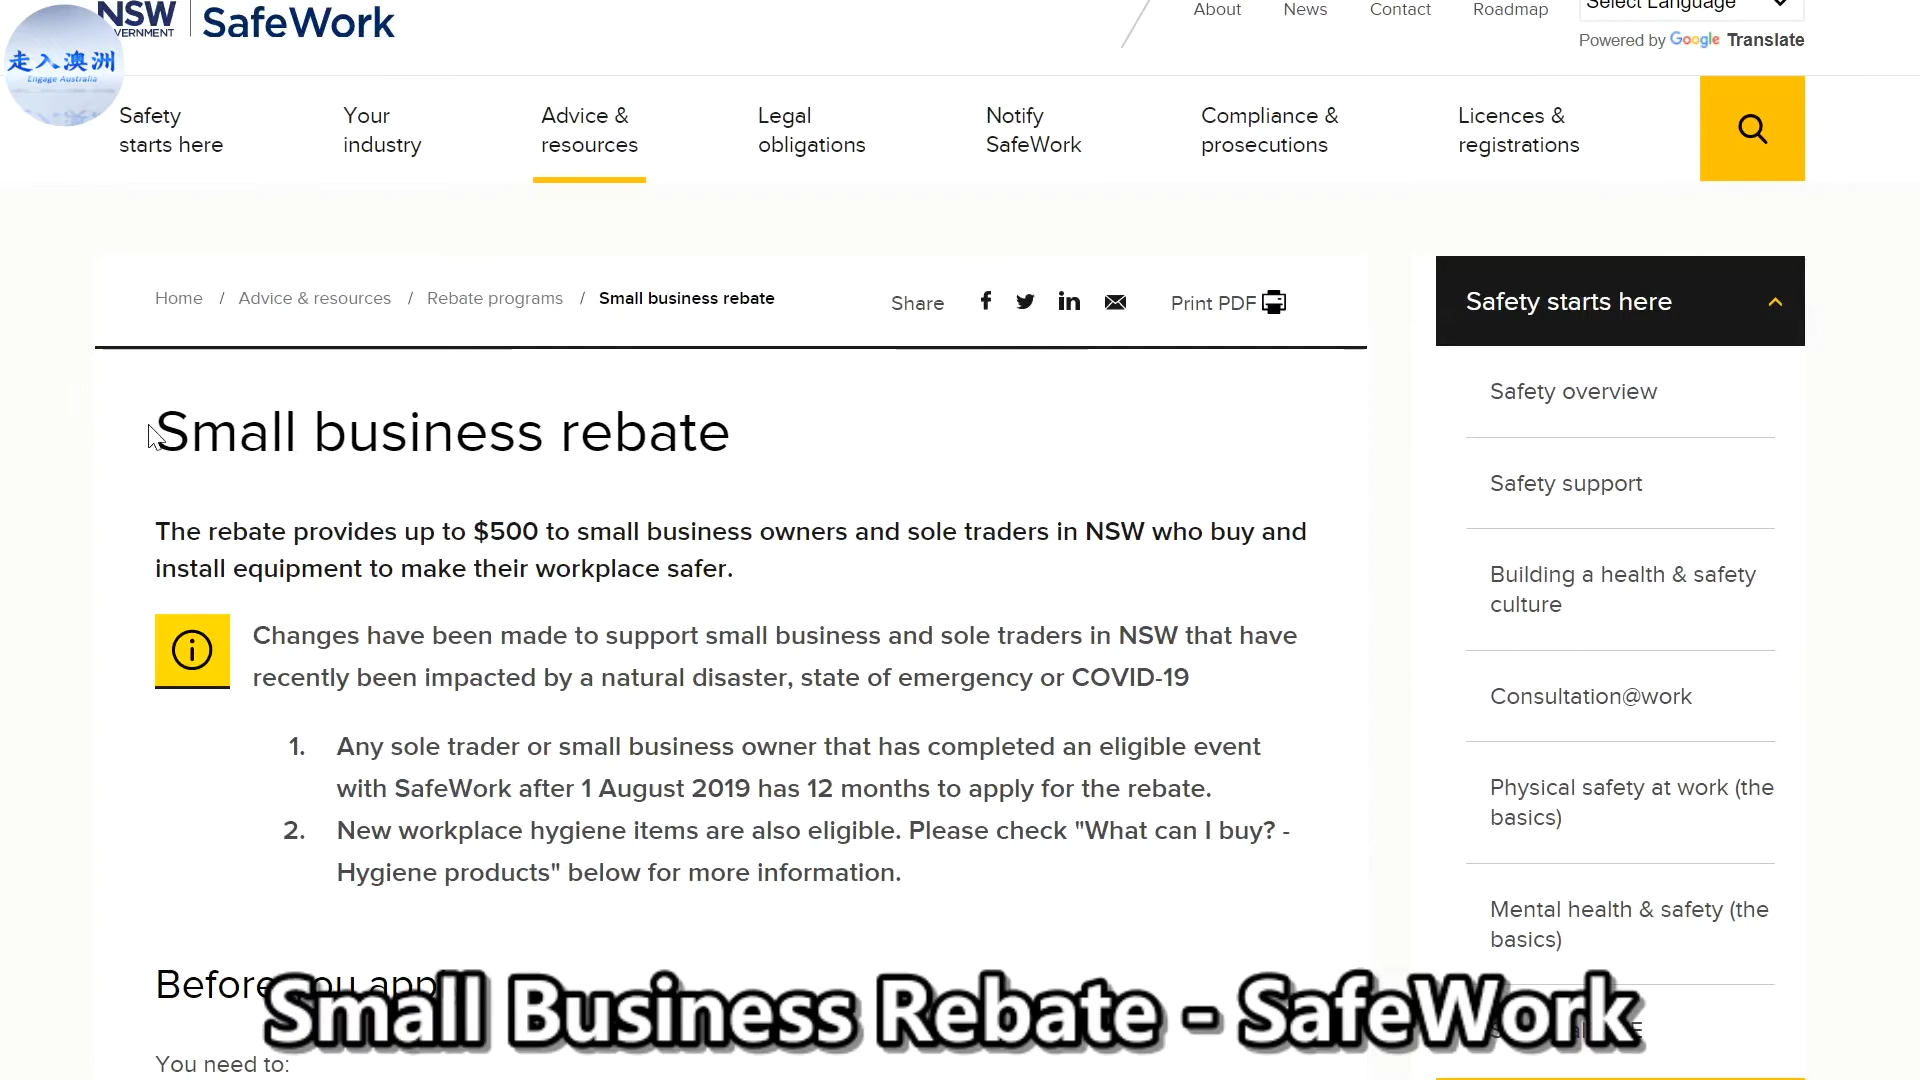 NSW
GOVERNMENT
SafeWork
走入澳洲
Engage Australia
About
News
Contact
Roadmap
Select Language
Powered by Google Translate
Safety
starts here
Your
industry
Advice &
resources
Legal
obligations
Notify
SafeWork
Compliance &
prosecutions
Licences &
registrations
Home / Advice & resources / Rebate programs / Small business rebate
Share
Print PDF
Small business rebate
The rebate provides up to $500 to small business owners and sole traders in NSW who buy and
install equipment to make their workplace safer.
Changes have been made to support small business and sole traders in NSW that have
recently been impacted by a natural disaster, state of emergency or COVID-19
1. Any sole trader or small business owner that has completed an eligible event
with SafeWork after 1 August 2019 has 12 months to apply for the rebate.
2. New workplace hygiene items are also eligible. Please check "What can I buy? -
Hygiene products" below for more information.
Before you app
You need to:
Safety starts here
Safety overview
Safety support
Building a health & safety
culture
Consultation@work
Physical safety at work (the
basics)
Mental health & safety (the
basics)
Small Business Rebate - SafeWork